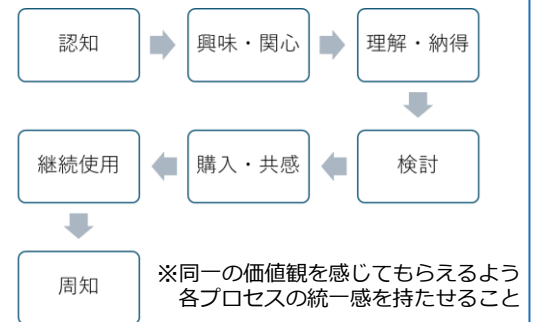 認知
興味・関心
理解・納得
検討
購入・共感
継続使用
周知
※同一の価値観を感じてもらえるよう
各プロセスの統一感を持たせること